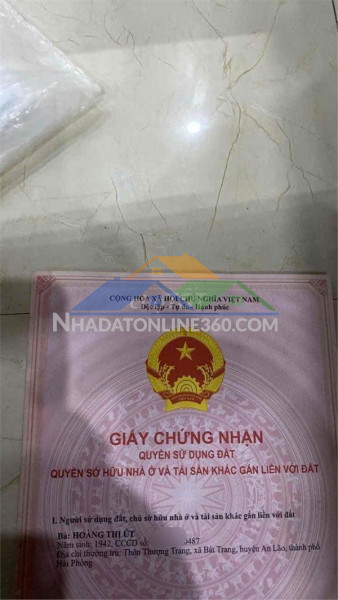 CỘNG HÒA XÃ HỘI CHỦ NGHĨA VIỆT NAM
Độc lập - Tự do - Hạnh phúc
NHADATONLINE360.COM
GIẤY CHỨNG NHẬN
QUYỀN SỬ DỤNG ĐẤT
QUYỀN SỞ HỮU NHÀ Ở VÀ TÀI SẢN KHÁC GẮN LIỀN VỚI ĐẤT
I. Người sử dụng đất, chủ sở hữu nhà ở và tài sản khác gắn liền với đất
Bà: HOÀNG THỊ ÚT
Năm sinh: 1942, CCCD số: 0487
Địa chỉ thường trú: Thôn Thượng Trang, xã Bát Trang, huyện An Lão, thành phố
Hải Phòng